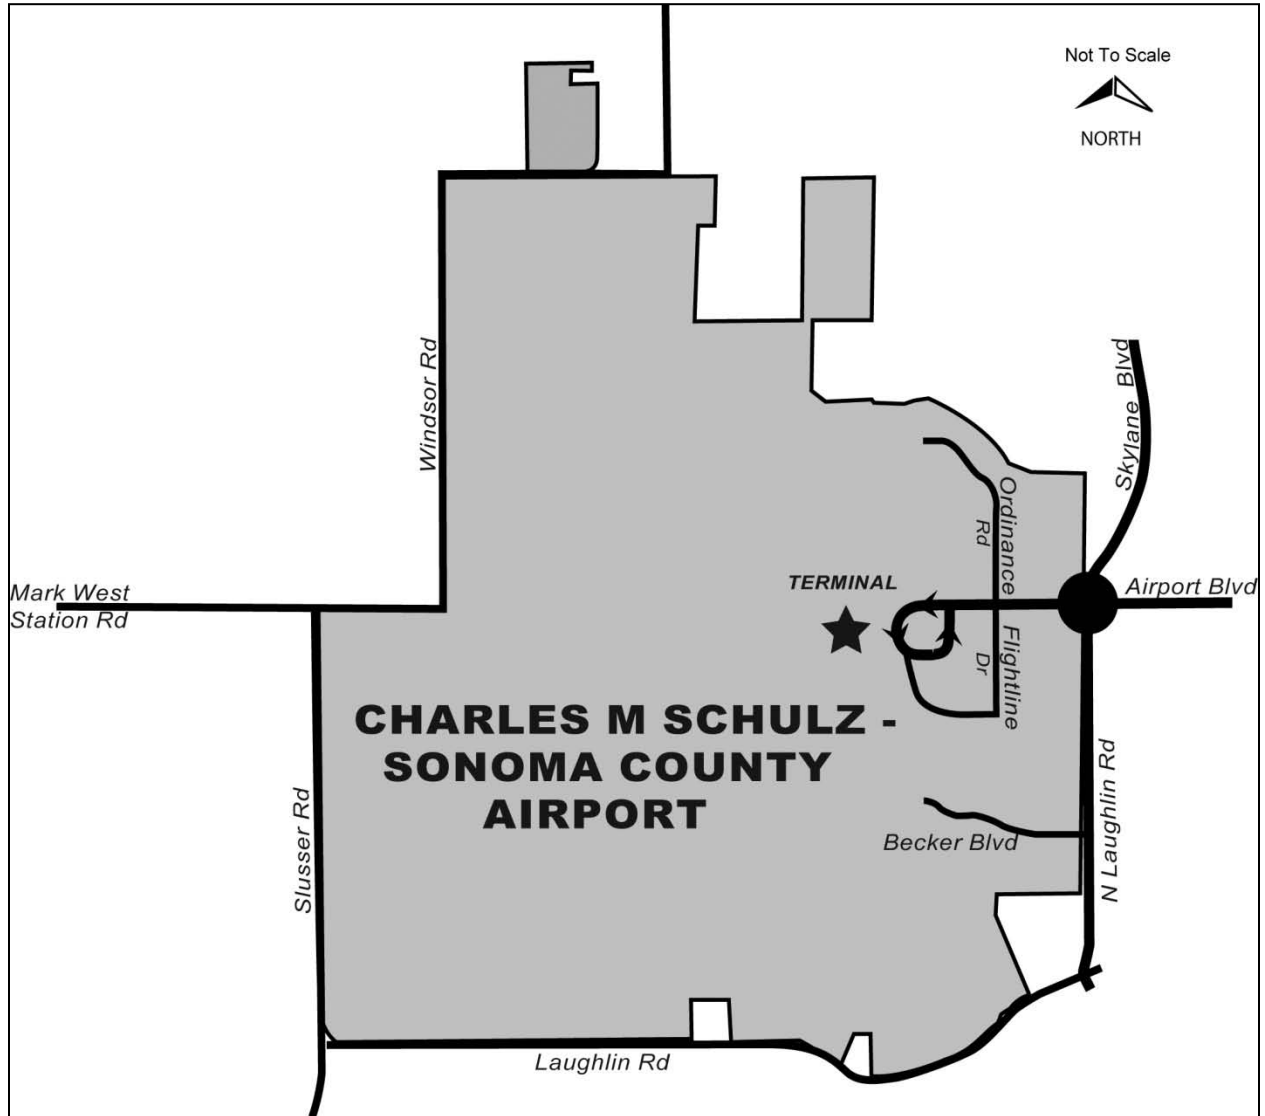 Not To Scale
NORTH
Windsor Rd
Skylane Blvd
Ordinance
Rd
Mark West
Station Rd
TERMINAL
Airport Blvd
Flightline
Dr
CHARLES M SCHULZ -
SONOMA COUNTY
AIRPORT
Slusser Rd
Becker Blvd
N Laughlin Rd
Laughlin Rd